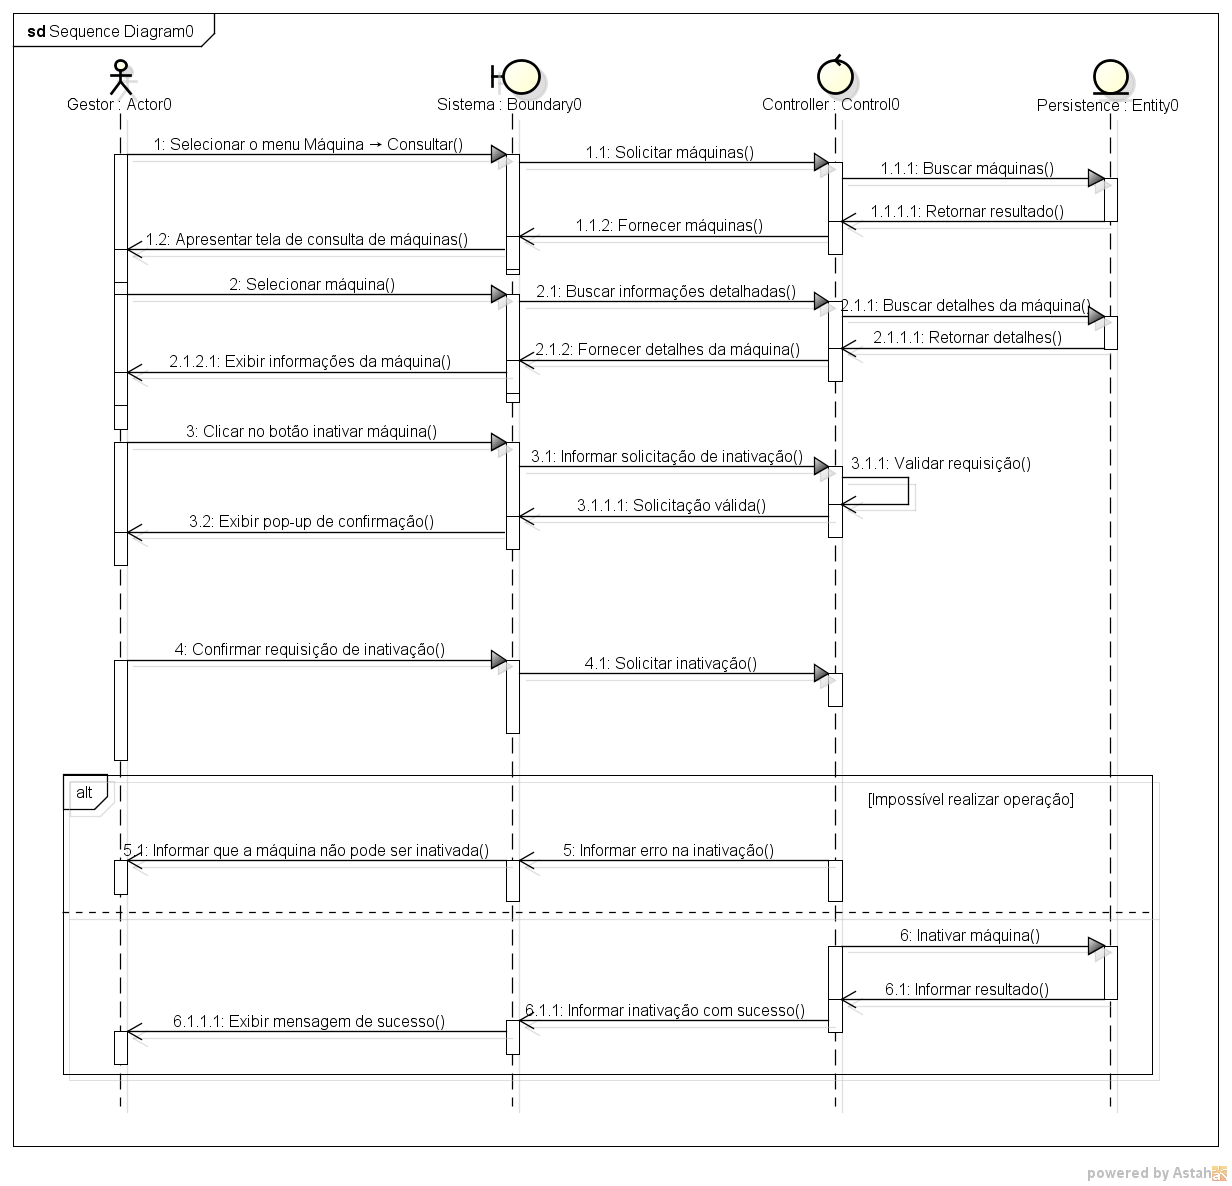 sd Sequence Diagram0
Gestor : Actor0
Sistema : Boundary0
Controller : Control0
Persistence : Entity0
1: Selecionar o menu Máquina → Consultar()
1.1: Solicitar máquinas()
1.1.1: Buscar máquinas()
1.1.1.1: Retornar resultado()
1.1.2: Fornecer máquinas()
1.2: Apresentar tela de consulta de máquinas()
2: Selecionar máquina()
2.1: Buscar informações detalhadas()
2.1.1: Buscar detalhes da máquina()
2.1.1.1: Retornar detalhes()
2.1.2: Fornecer detalhes da máquina()
2.1.2.1: Exibir informações da máquina()
3: Clicar no botão inativar máquina()
3.1: Informar solicitação de inativação()
3.1.1: Validar requisição()
3.1.1.1: Solicitação válida()
3.2: Exibir pop-up de confirmação()
4: Confirmar requisição de inativação()
4.1: Solicitar inativação()
alt
[Impossível realizar operação]
5.1: Informar que a máquina não pode ser inativada()
5: Informar erro na inativação()
6: Inativar máquina()
6.1: Informar resultado()
6.1.1: Informar inativação com sucesso()
6.1.1.1: Exibir mensagem de sucesso()
powered by Astah